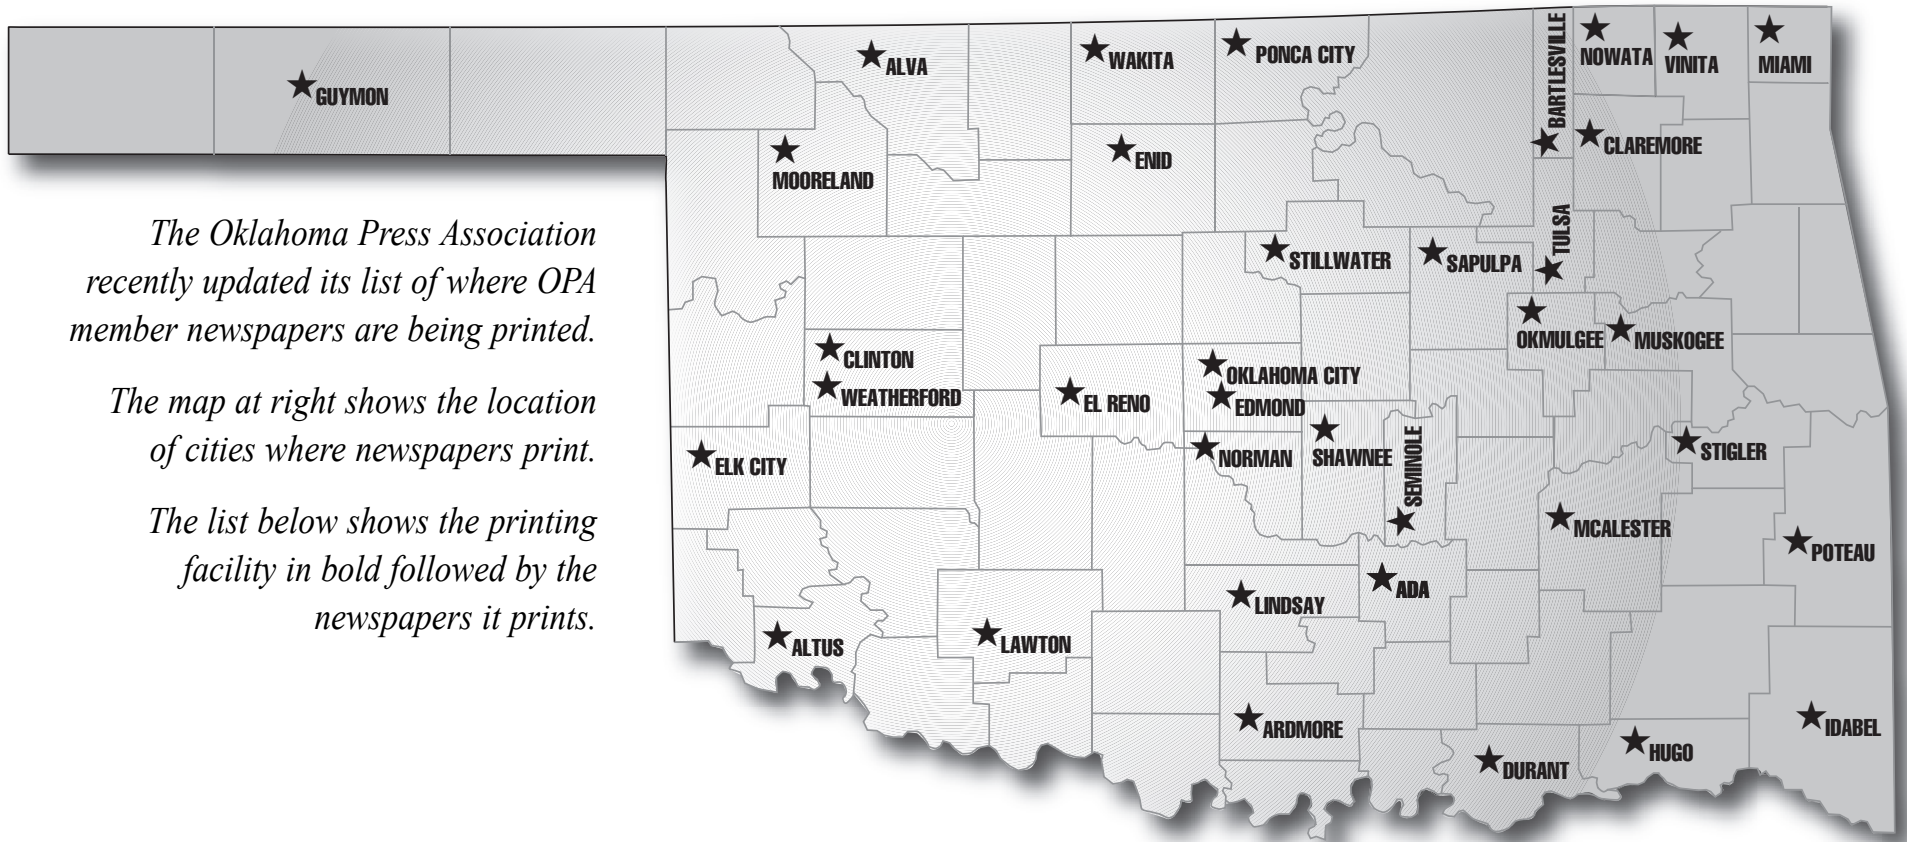 BARTLESVILLE
NOWATA
VINITA
MIAMI
PONCA CITY
WAKITA
ALVA
GUYMON
CLAREMORE
ENID
MOORELAND
The Oklahoma Press Association
recently updated its list of where OPA
member newspapers are being printed.
The map at right shows the location
of cities where newspapers print.
The list below shows the printing
facility in bold followed by the
newspapers it prints.
TULSA
STILLWATER
SAPULPA
OKMULGEE
MUSKOGEE
CLINTON
WEATHERFORD
OKLAHOMA CITY
EL RENO
EDMOND
ELK CITY
NORMAN
SHAWNEE
SEMINOLE
STIGLER
MCALESTER
POTEAU
ADA
LINDSAY
ALTUS
LAWTON
ARDMORE
IDABEL
HUGO
DURANT